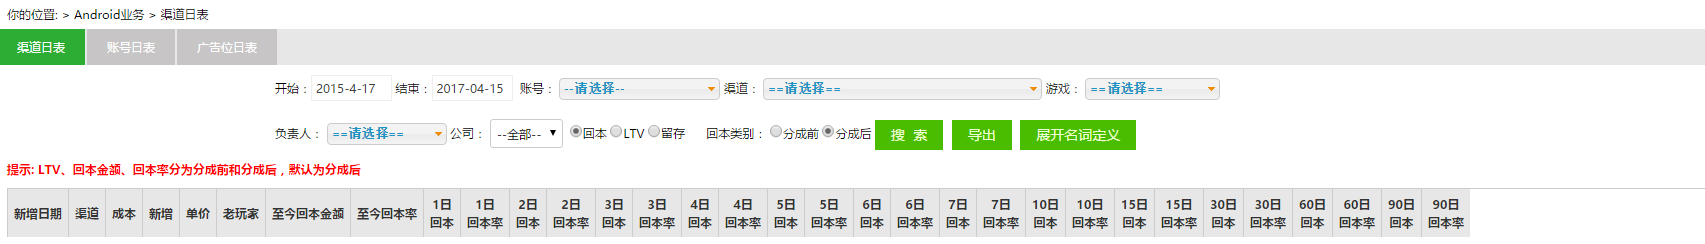 你的位置: > Android业务 > 渠道日表
渠道日表 账号日表 广告位日表
开始： 2015-4-17 结束： 2017-04-15 账号： --请选择-- 渠道： ==请选择== 游戏： ==请选择==
负责人： ==请选择== 公司： --全部-- 回本 LTV 留存 回本类别： 分成前 分成后 搜 索 导出 展开名词定义
提示: LTV、回本金额、回本率分为分成前和分成后，默认为分成后
新增日期 渠道 成本 新增 单价 老玩家 至今回本金额 至今回本率 1日回本 1日回本率 2日回本 2日回本率 3日回本 3日回本率 4日回本 4日回本率 5日回本 5日回本率 6日回本 6日回本率 7日回本 7日回本率 10日回本 10日回本率 15日回本 15日回本率 30日回本 30日回本率 60日回本 60日回本率 90日回本 90日回本率